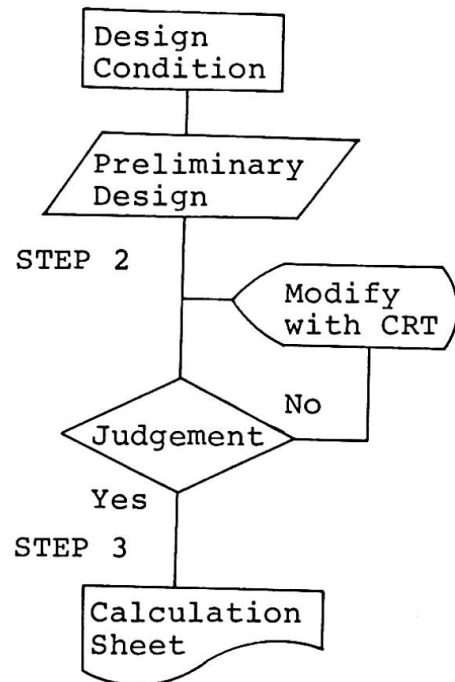 Design
Condition
Preliminary
Design
STEP 2
Modify
with CRT
No
Judgement
Yes
STEP 3
Calculation
Sheet